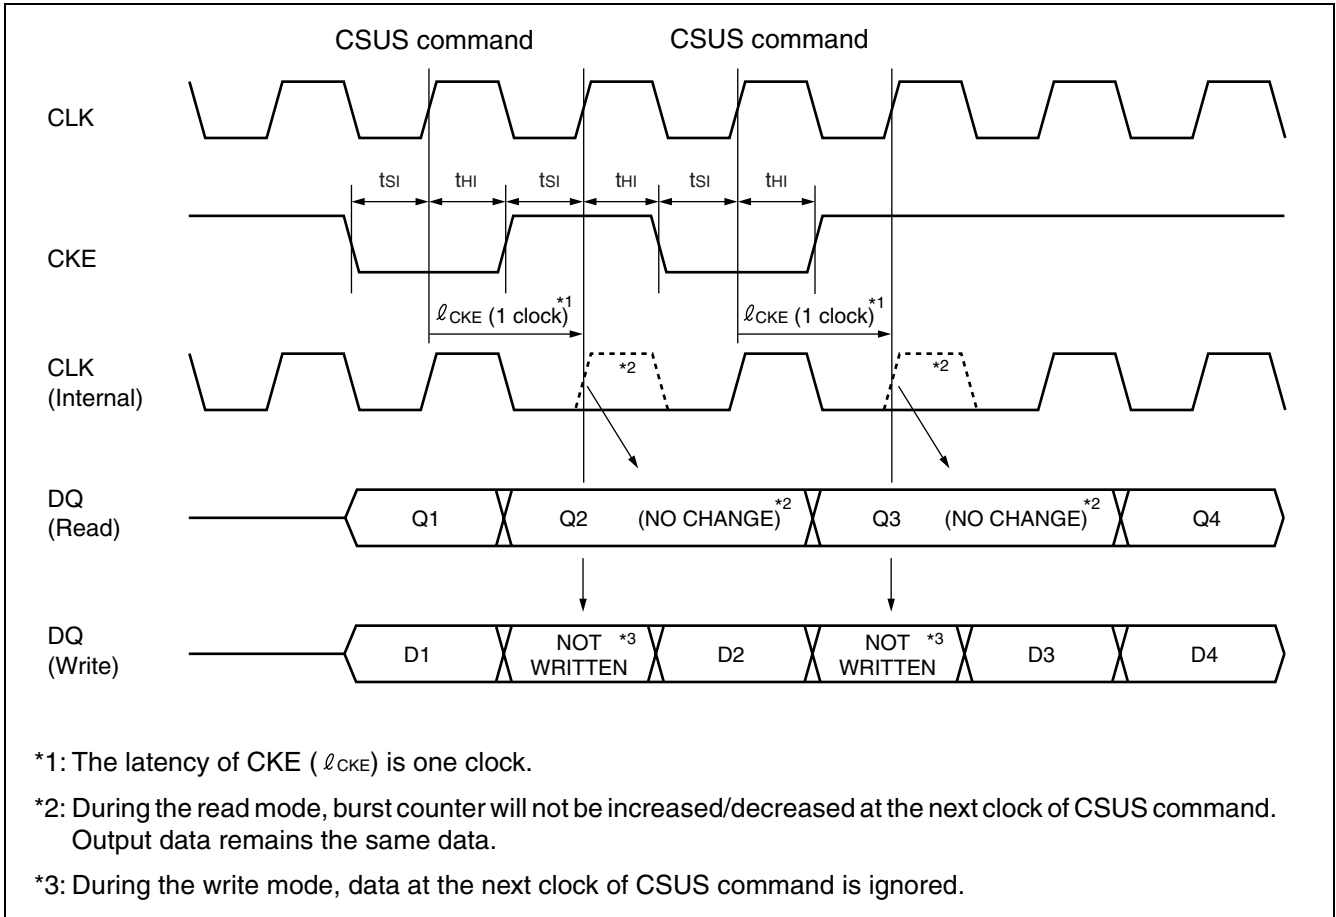 CSUS command CSUS command
CLK
tSI tHI tSI tHI tSI tHI
CKE
ℓCKE (1 clock)*1 ℓCKE (1 clock)*1
CLK
(Internal)
*2 *2
DQ
(Read)
Q1 Q2 (NO CHANGE)*2 Q3 (NO CHANGE)*2 Q4
DQ
(Write)
D1 NOT WRITTEN *3 D2 NOT WRITTEN *3 D3 D4
*1: The latency of CKE (ℓCKE) is one clock.
*2: During the read mode, burst counter will not be increased/decreased at the next clock of CSUS command.
Output data remains the same data.
*3: During the write mode, data at the next clock of CSUS command is ignored.